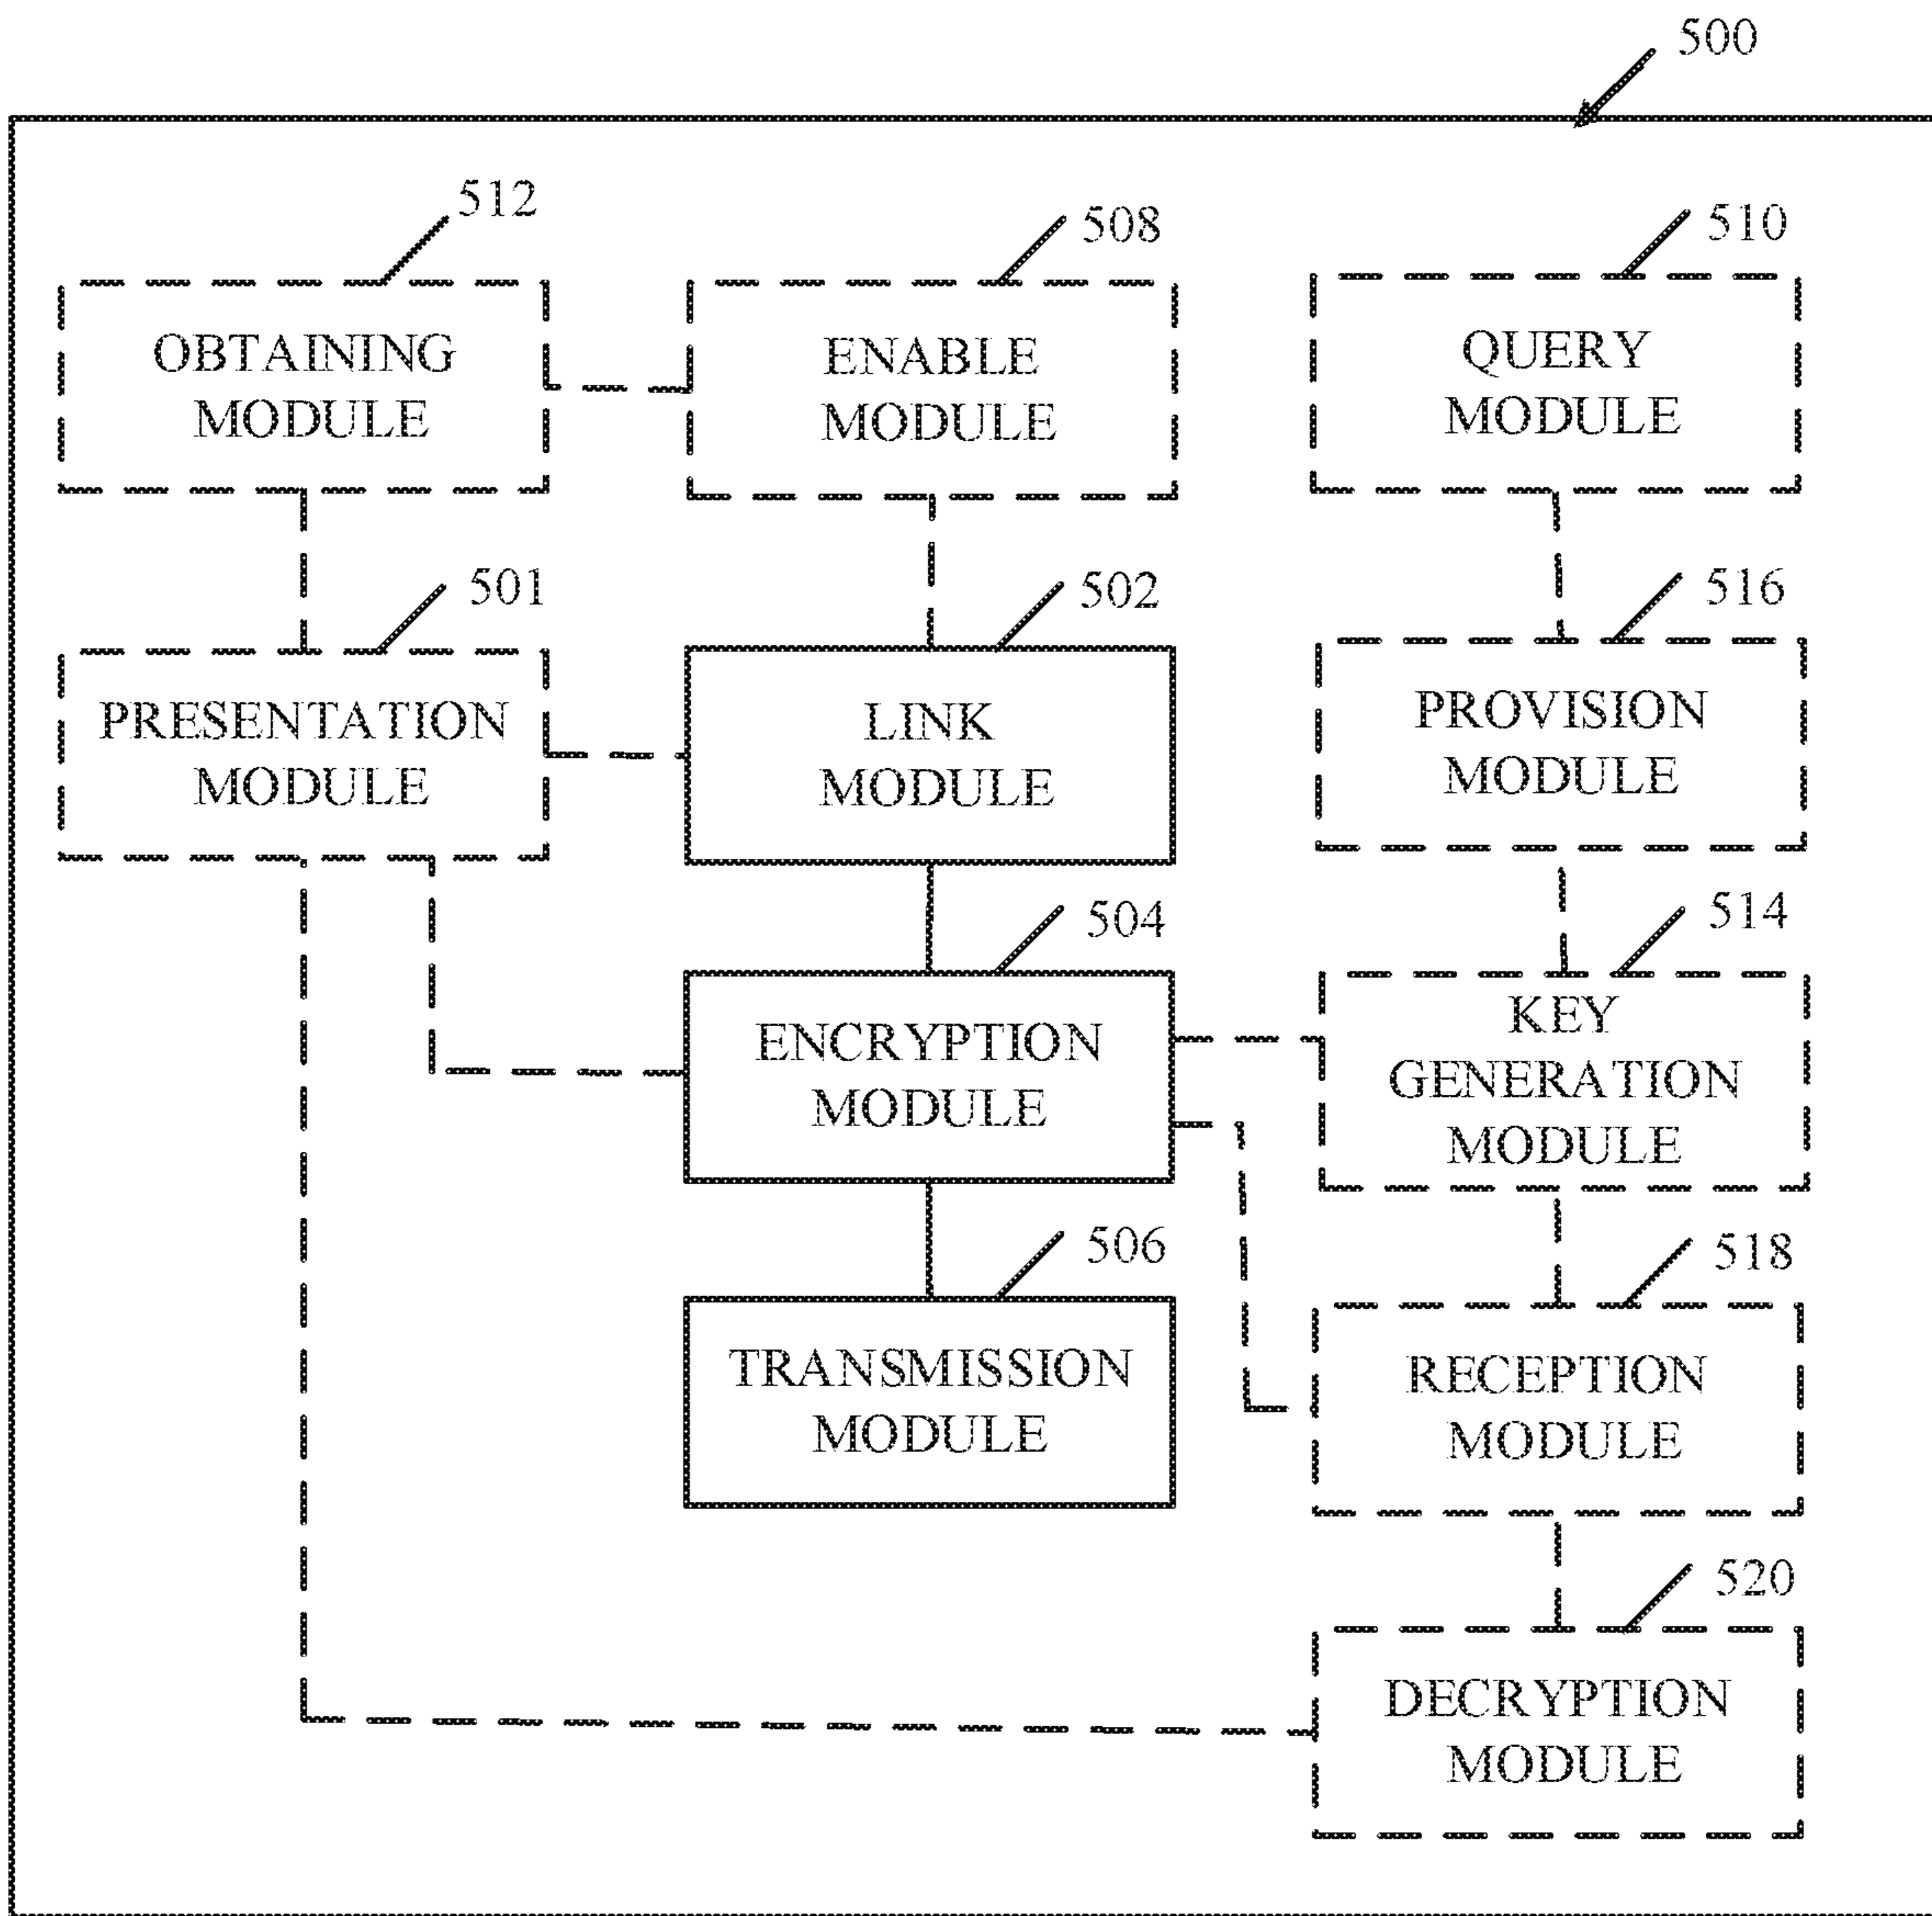 500
512
508
510
OBTAINING
MODULE
ENABLE
MODULE
QUERY
MODULE
501
502
516
PRESENTATION
MODULE
LINK
MODULE
PROVISION
MODULE
504
514
ENCRYPTION
MODULE
KEY
GENERATION
MODULE
506
518
TRANSMISSION
MODULE
RECEPTION
MODULE
520
DECRYPTION
MODULE